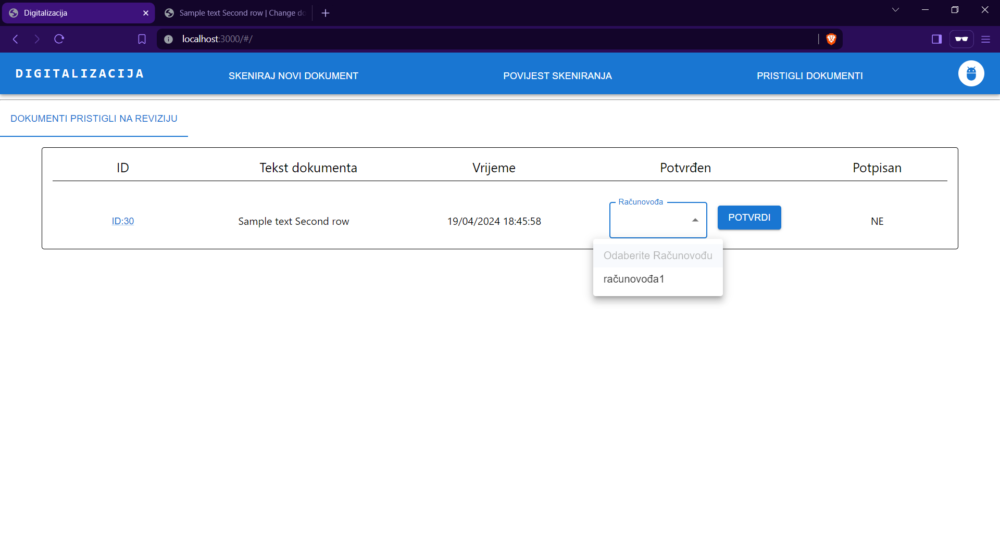 Digitalizacija
Sample text Second row | Change do
localhost:3000/#/
DIGITALIZACIJA
SKENIRAJ NOVI DOKUMENT
POVIJEST SKENIRANJA
PRISTIGLI DOKUMENTI
DOKUMENTI PRISTIGLI NA REVIZIJU
ID Tekst dokumenta Vrijeme Potvrđen Potpisan
Računovođa
ID:30 Sample text Second row 19/04/2024 18:45:58 POTVRDI NE
Odaberite Računovođu
računovođa1